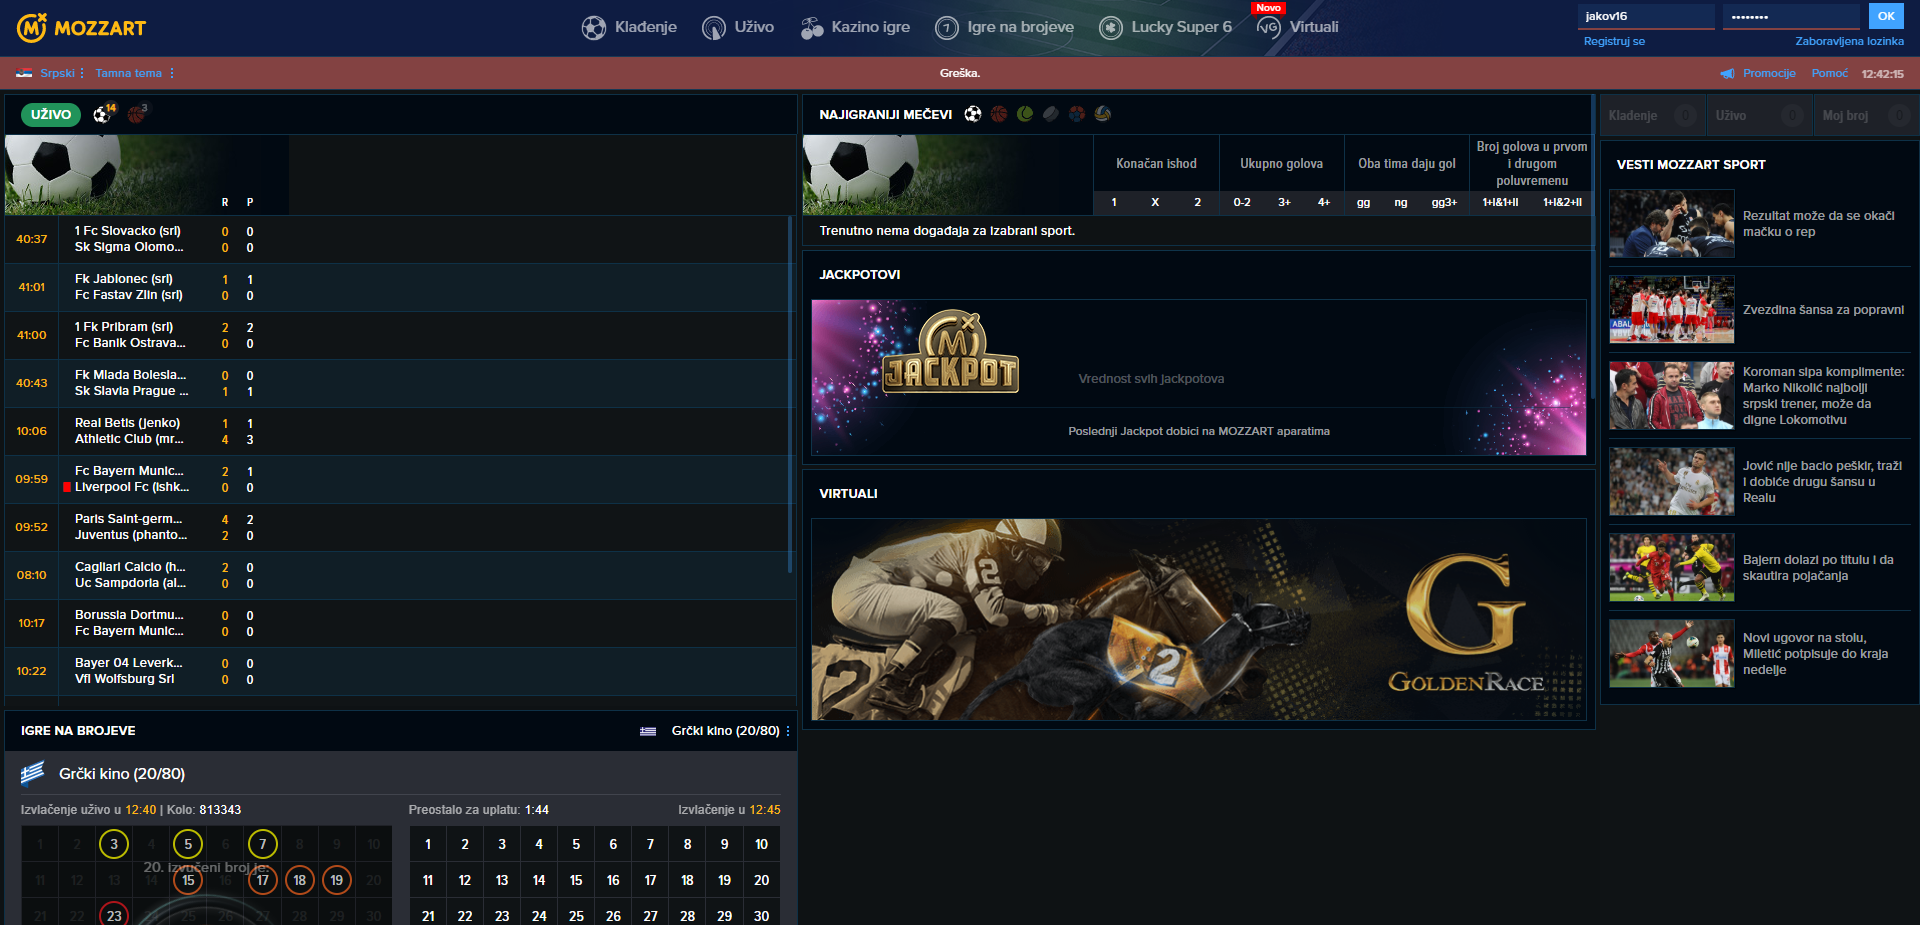 MOZZART
Klađenje
Uživo
Kazino igre
Igre na brojeve
Lucky Super 6
Novo
Virtuali
jakov16
••••••••
OK
Registruj se
Zaboravljena lozinka
Srpski
Tamna tema
Greška.
Promocije
Pomoć
12:42:15
UŽIVO
14
3
R P
40:37
1 Fc Slovacko (srl) 0 0
Sk Sigma Olomo... 0 0
41:01
Fk Jablonec (srl) 1 1
Fc Fastav Zlin (srl) 0 0
41:00
1 Fk Pribram (srl) 2 2
Fc Banik Ostrava... 0 0
40:43
Fk Mlada Bolesla... 0 0
Sk Slavia Prague ... 1 1
10:06
Real Betis (Jenko) 1 1
Athletic Club (mr... 4 3
09:59
Fc Bayern Munic... 2 1
Liverpool Fc (ishk... 0 0
09:52
Paris Saint-germ... 4 2
Juventus (phanto... 2 0
08:10
Cagliari Calcio (h... 2 0
Uc Sampdoria (al... 0 0
10:17
Borussia Dortmu... 0 0
Fc Bayern Munic... 0 0
10:22
Bayer 04 Leverk... 0 0
Vfl Wolfsburg Srl 0 0
IGRE NA BROJEVE
Grčki kino (20/80)
Grčki kino (20/80)
Izvlačenje uživo u 12:40 | Kolo: 813343
1 2 3 4 5 6 7 8 9 10
20. izvučeni broj je:
11 12 13 14 15 16 17 18 19 20
21 22 23 24 25 26 27 28 29 30
Preostalo za uplatu: 1:44
Izvlačenje u 12:45
1 2 3 4 5 6 7 8 9 10
11 12 13 14 15 16 17 18 19 20
21 22 23 24 25 26 27 28 29 30
NAJIGRANIJI MEČEVI
Konačan ishod
Ukupno golova
Oba tima daju gol
Broj golova u prvom
i drugom
poluvremenu
1 X 2
0-2 3+ 4+
gg ng gg3+
1+I&1+II 1+I&2+II
Trenutno nema događaja za izabrani sport.
JACKPOTOVI
M
JACKPOT
Vrednost svih jackpotova
Poslednji Jackpot dobici na MOZZART aparatima
VIRTUALI
2
2
2
G
GOLDENRACE
Klađenje 0
Uživo 0
Moj broj 0
VESTI MOZZART SPORT
Rezultat može da se okači
mačku o rep
Zvezdina šansa za popravni
Koroman sipa komplimente:
Marko Nikolić najbolji
srpski trener, može da
digne Lokomotivu
Jović nije bacio peškir, traži
i dobiće drugu šansu u
Realu
Bajern dolazi po titulu i da
skautira pojačanja
Novi ugovor na stolu,
Miletić potpisuje do kraja
nedelje